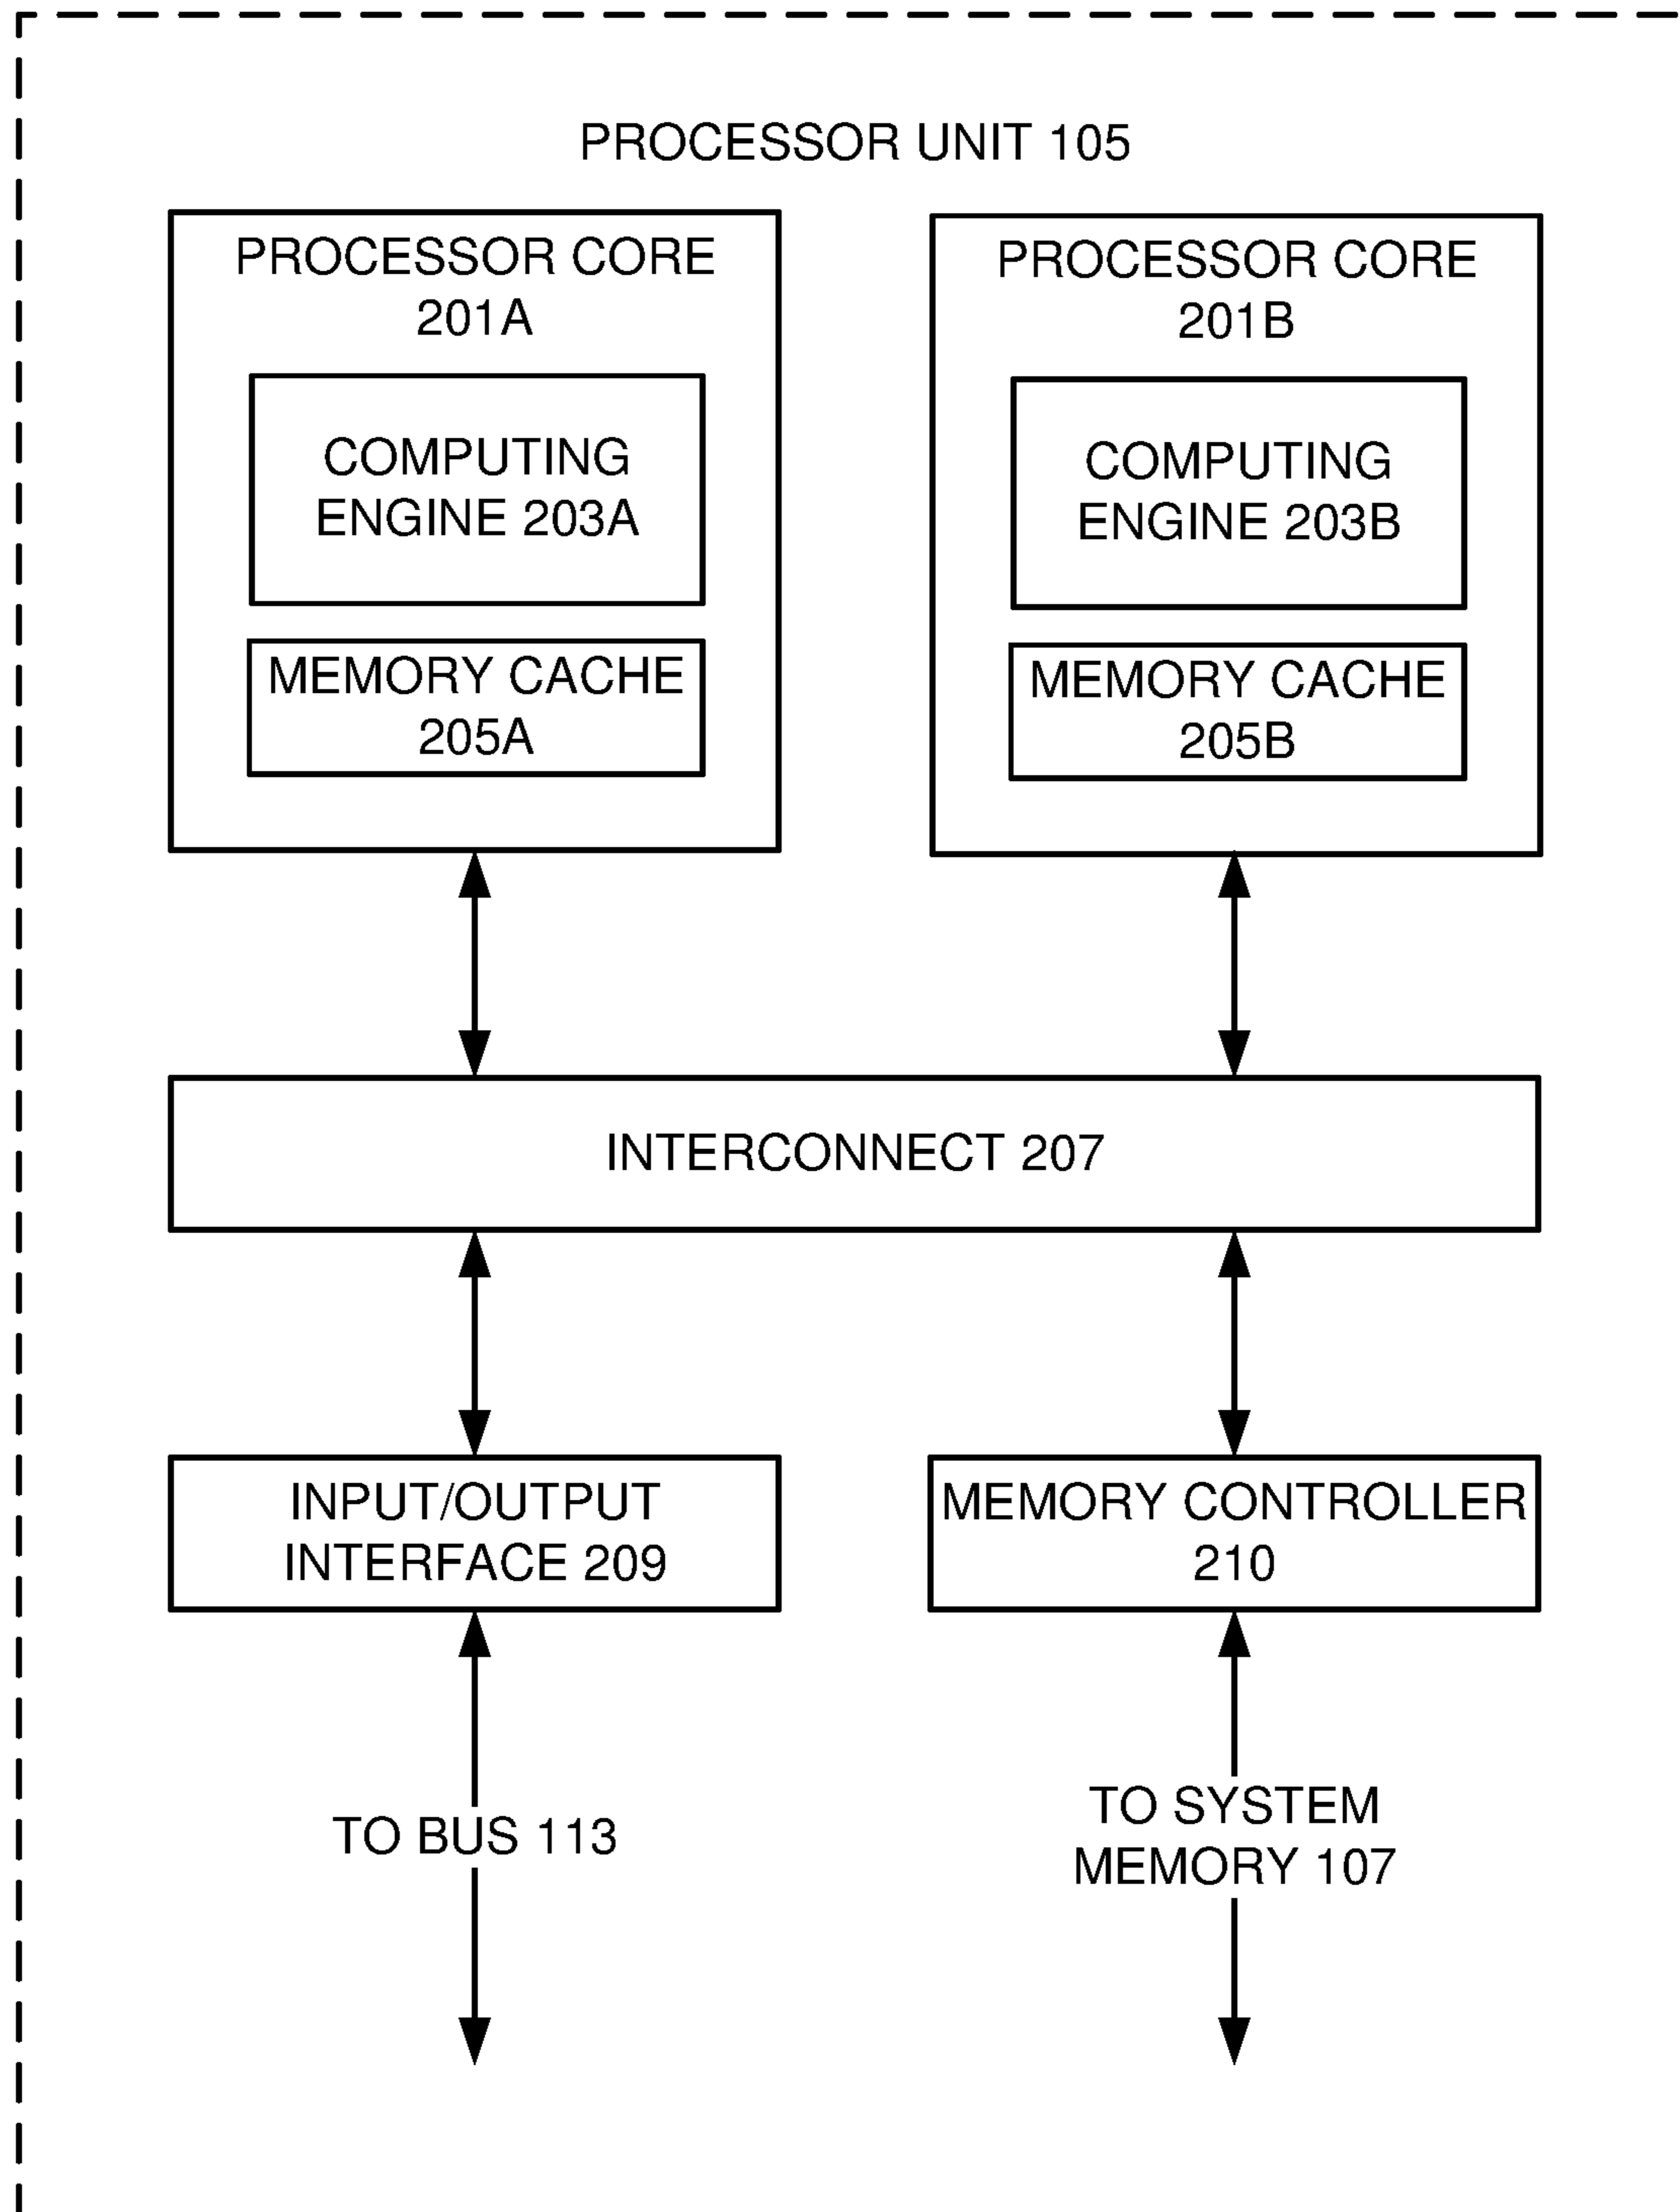 PROCESSOR UNIT 105
PROCESSOR CORE
201A
COMPUTING
ENGINE 203A
MEMORY CACHE
205A
PROCESSOR CORE
201B
COMPUTING
ENGINE 203B
MEMORY CACHE
205B
INTERCONNECT 207
INPUT/OUTPUT
INTERFACE 209
MEMORY CONTROLLER
210
TO BUS 113
TO SYSTEM
MEMORY 107